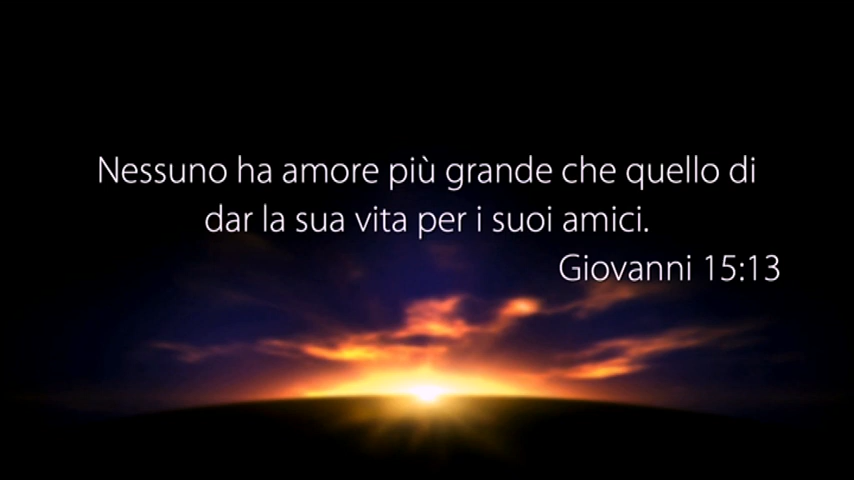 Nessuno ha amore più grande che quello di
dar la sua vita per i suoi amici.
Giovanni 15:13